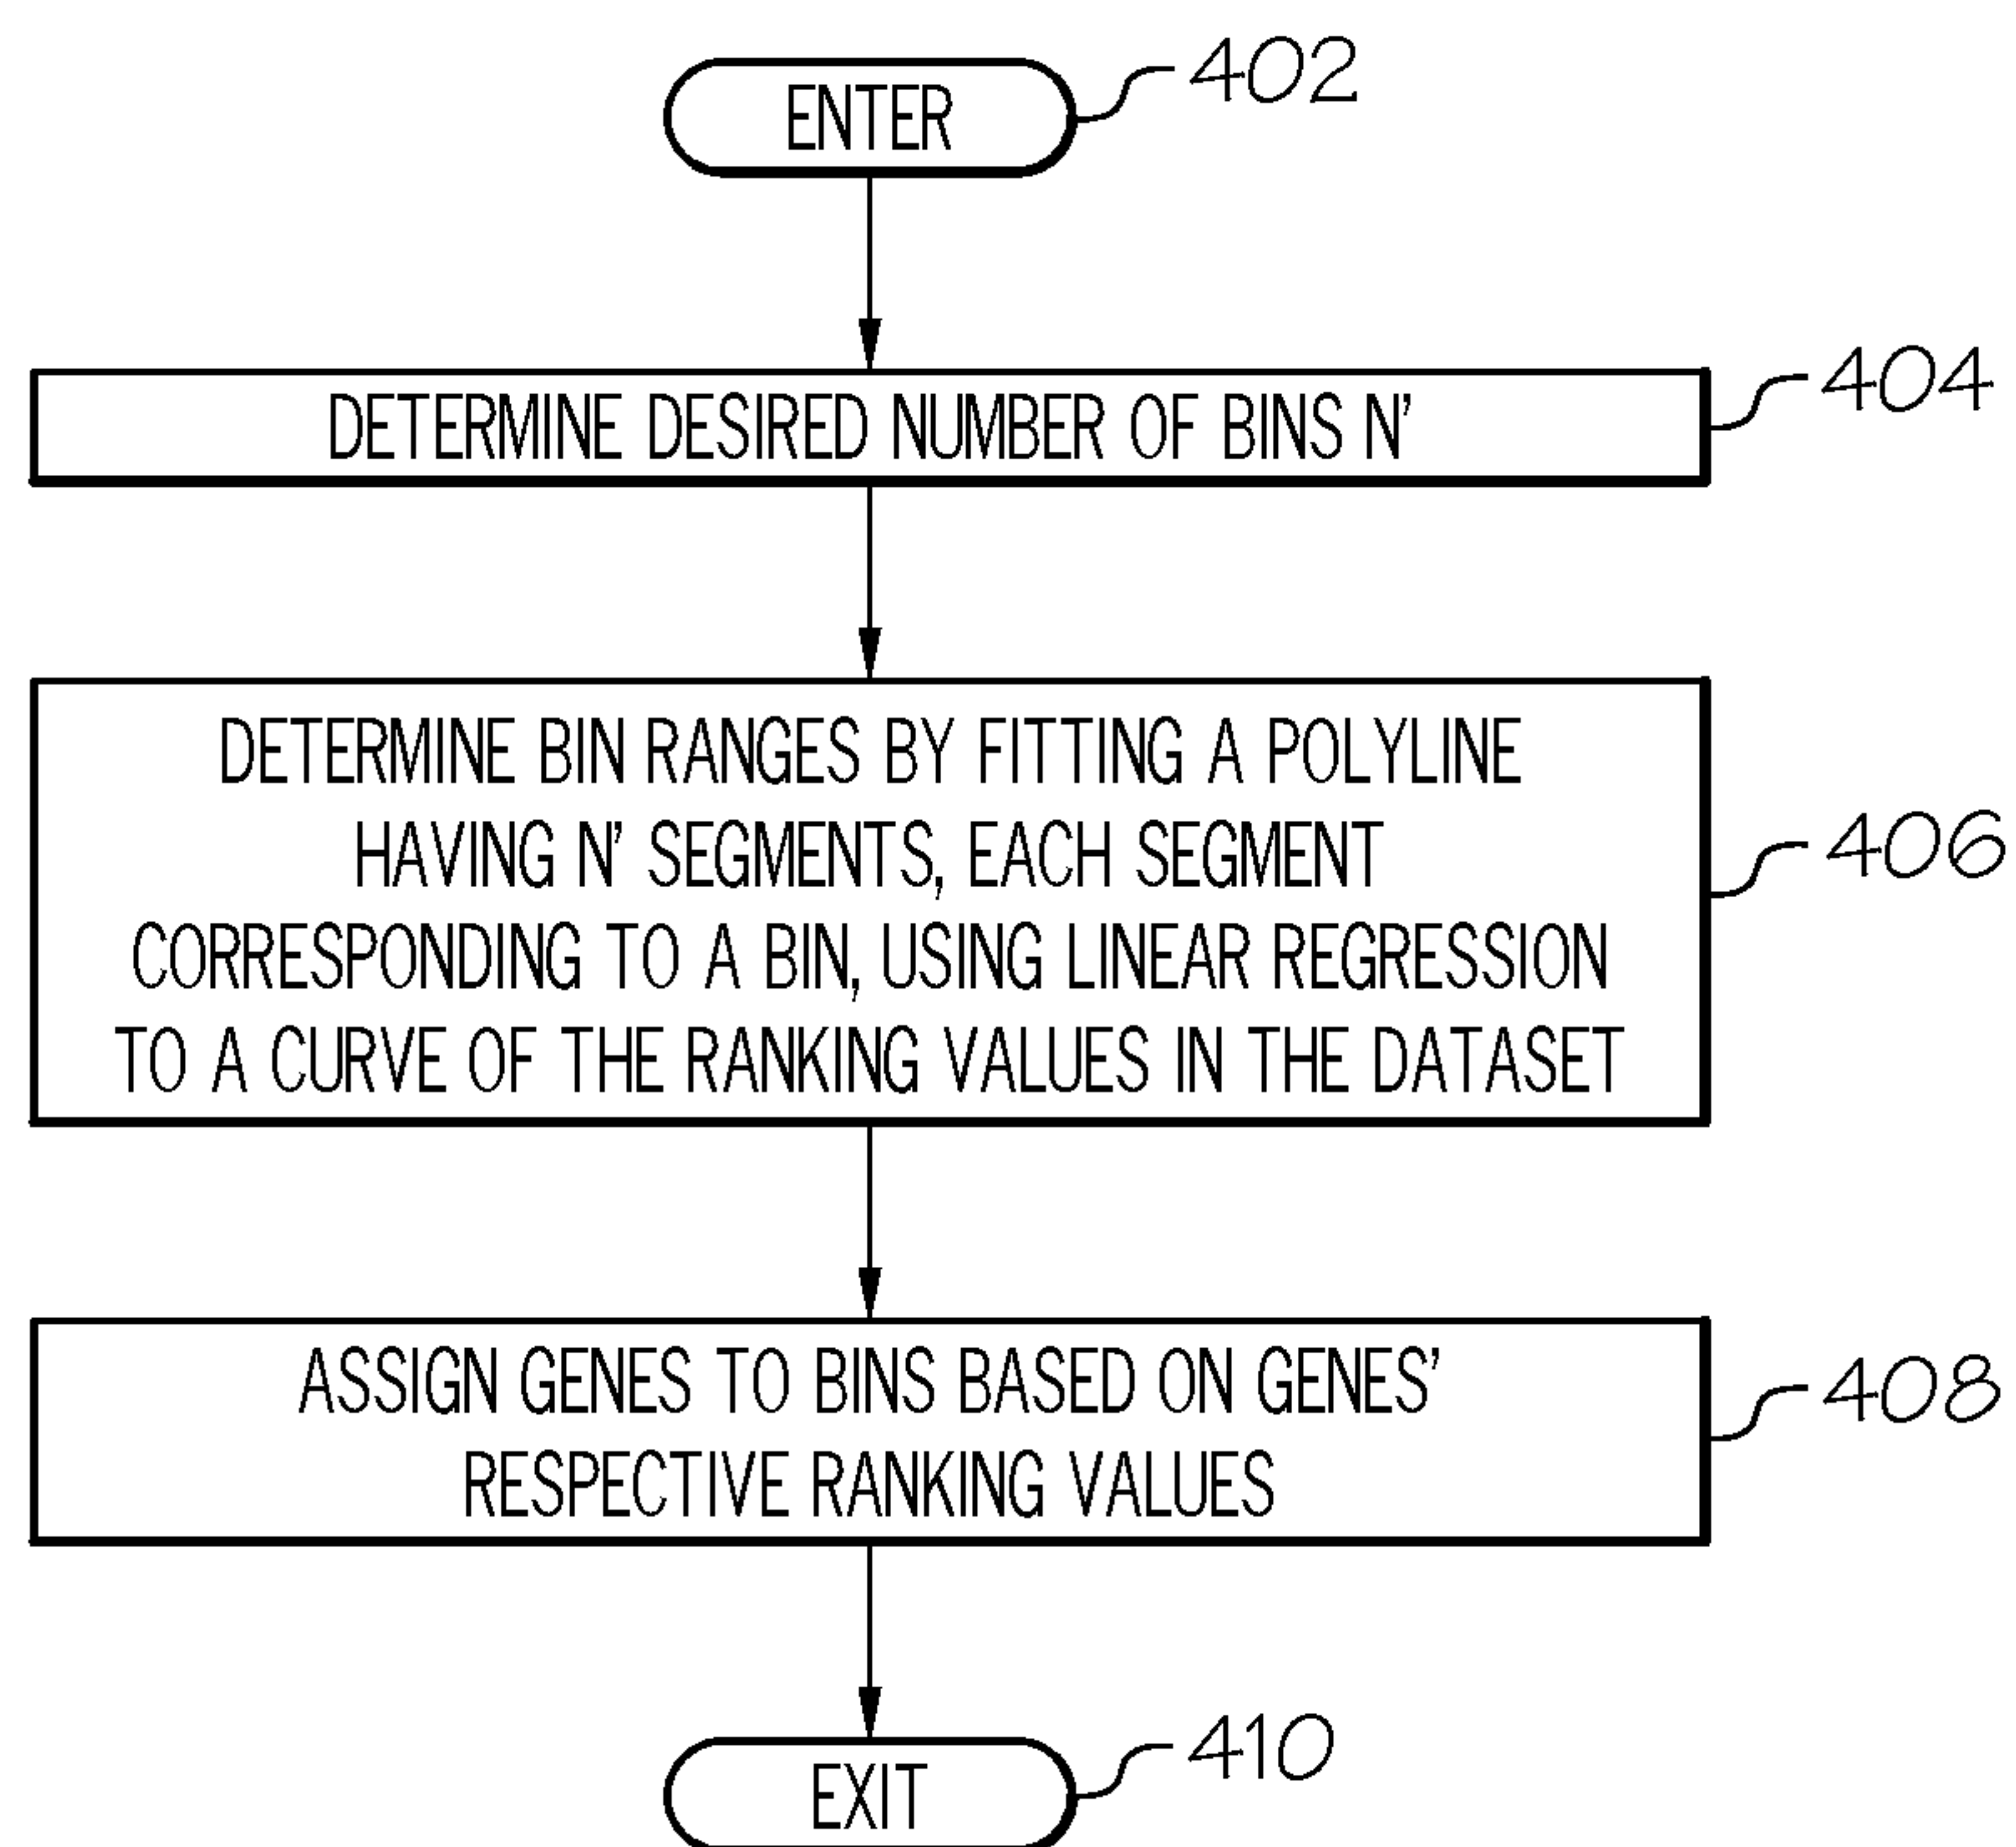 ENTER
402
DETERMINE DESIRED NUMBER OF BINS N'
404
DETERMINE BIN RANGES BY FITTING A POLYLINE
HAVING N' SEGMENTS, EACH SEGMENT
CORRESPONDING TO A BIN, USING LINEAR REGRESSION
TO A CURVE OF THE RANKING VALUES IN THE DATASET
406
ASSIGN GENES TO BINS BASED ON GENES'
RESPECTIVE RANKING VALUES
408
EXIT
410